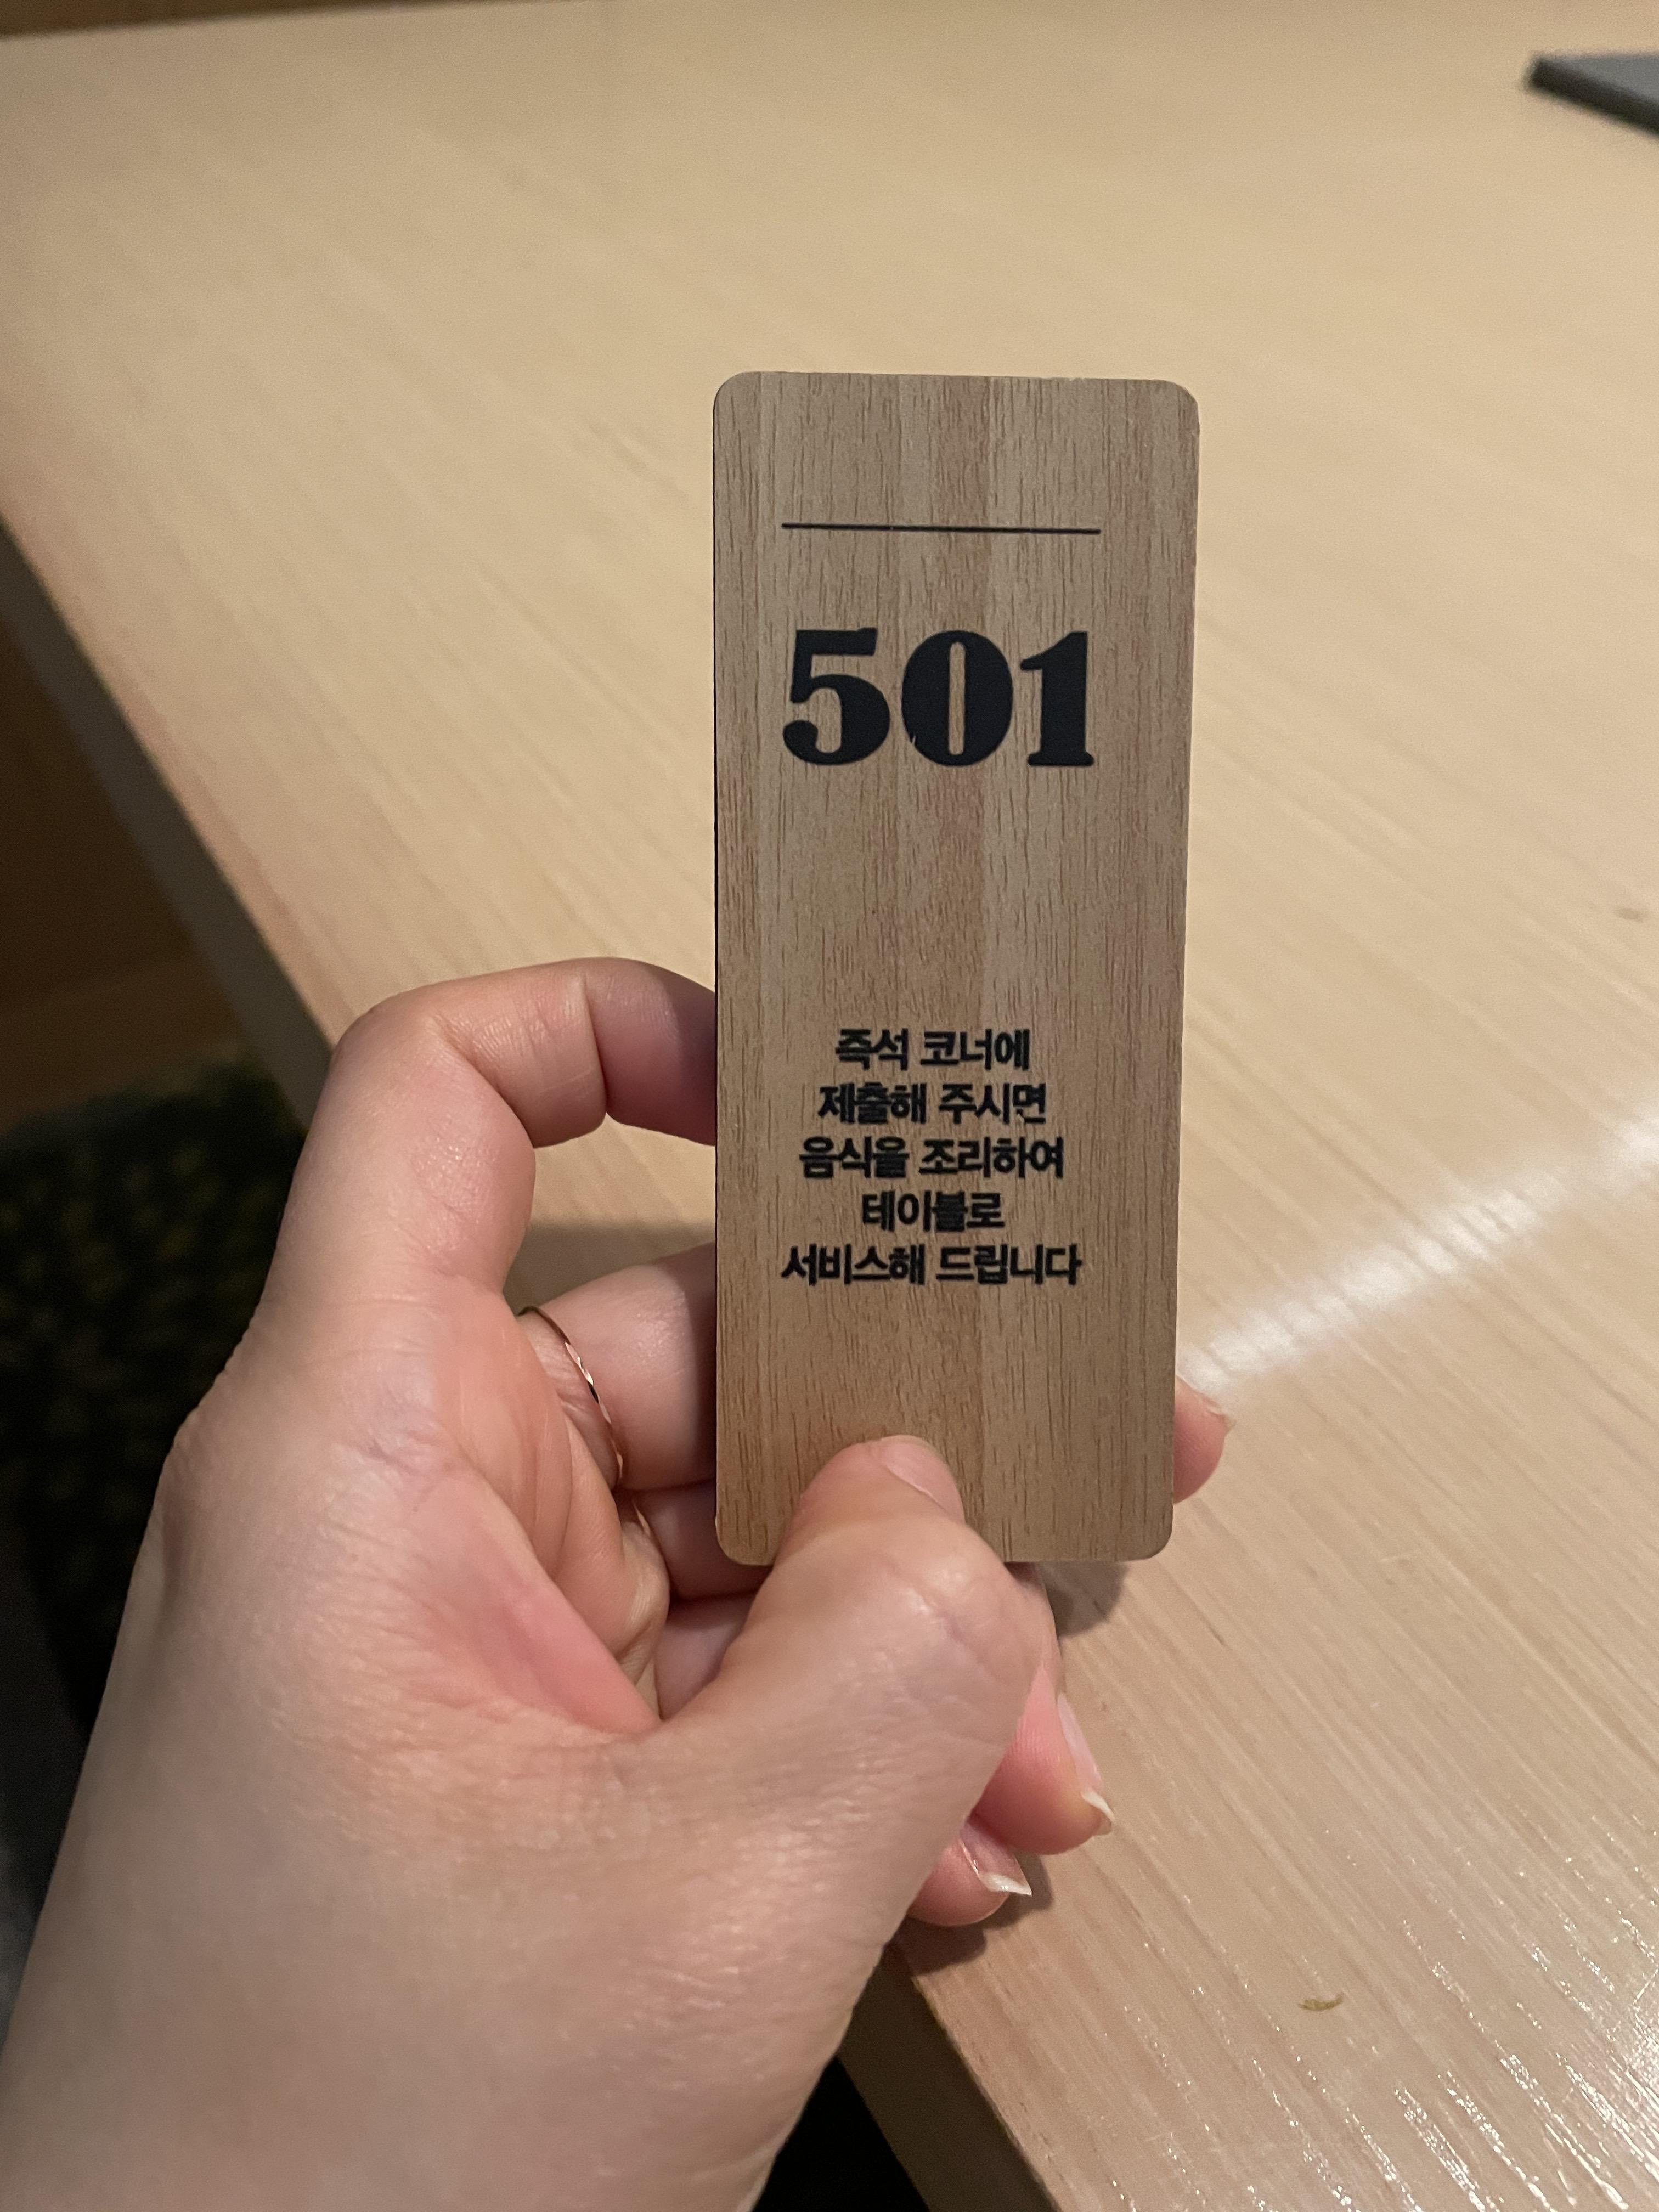 501
즉석 코너에
제출해 주시면
음식을 조리하여
테이블로
서비스해 드립니다